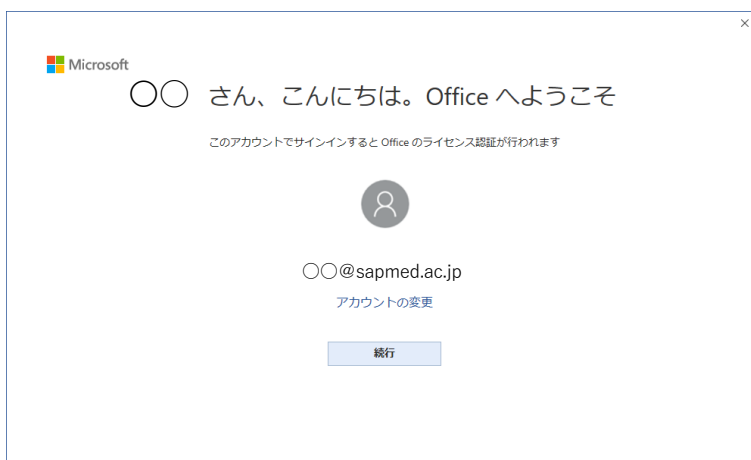 Microsoft
〇〇 さん、こんにちは。Office へようこそ
このアカウントでサインインすると Office のライセンス認証が行われます
〇〇@sapmed.ac.jp
アカウントの変更
続行